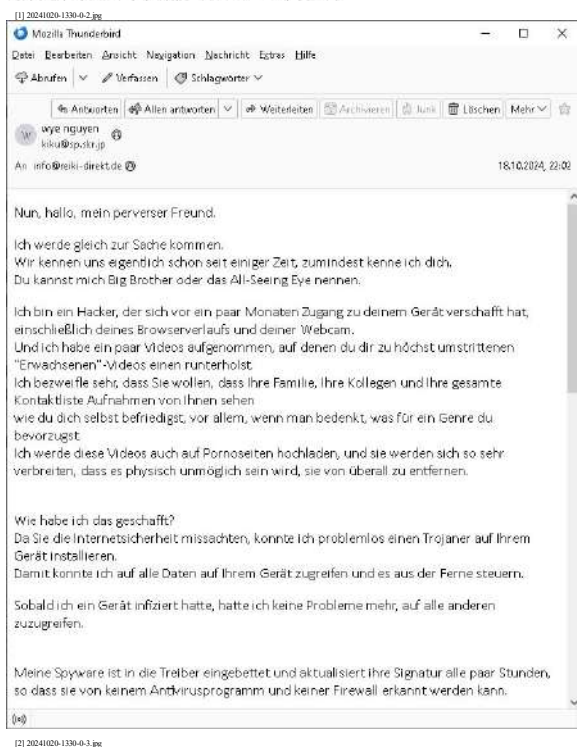 [1] 20241020-1330-0-2.jpg
Mozilla Thunderbird
Datei Bearbeiten Ansicht Navigation Nachricht Extras Hilfe
Abrufen Verfassen Schlagwörter
Antworten Allen antworten Weiterleiten Archivieren Junk Löschen Mehr
wye nguyen
kiku@sp.skr.jp
An info@reiki-direkt.de 18.10.2024, 22:02
Nun, hallo, mein perverser Freund.
Ich werde gleich zur Sache kommen.
Wir kennen uns eigentlich schon seit einiger Zeit, zumindest kenne ich dich.
Du kannst mich Big Brother oder das All-Seeing Eye nennen.
Ich bin ein Hacker, der sich vor ein paar Monaten Zugang zu deinem Gerät verschafft hat,
einschließlich deines Browserverlaufs und deiner Webcam.
Und ich habe ein paar Videos aufgenommen, auf denen du dir zu höchst umstrittenen
"Erwachsenen"-Videos einen runterholst.
Ich bezweifle sehr, dass Sie wollen, dass Ihre Familie, Ihre Kollegen und Ihre gesamte
Kontaktliste Aufnahmen von Ihnen sehen
wie du dich selbst befriedigst, vor allem, wenn man bedenkt, was für ein Genre du
bevorzugst.
Ich werde diese Videos auch auf Pornoseiten hochladen, und sie werden sich so sehr
verbreiten, dass es physisch unmöglich sein wird, sie von überall zu entfernen.
Wie habe ich das geschafft?
Da Sie die Internetsicherheit missachten, konnte ich problemlos einen Trojaner auf Ihrem
Gerät installieren.
Damit konnte ich auf alle Daten auf Ihrem Gerät zugreifen und es aus der Ferne steuern.
Sobald ich ein Gerät infiziert hatte, hatte ich keine Probleme mehr, auf alle anderen
zuzugreifen.
Meine Spyware ist in die Treiber eingebettet und aktualisiert ihre Signatur alle paar Stunden,
so dass sie von keinem Antivirusprogramm und keiner Firewall erkannt werden kann.
[2] 20241020-1330-0-3.jpg